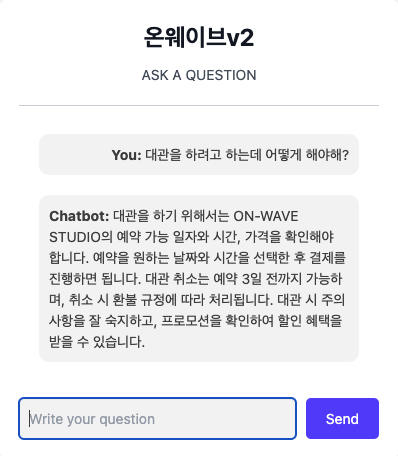 온웨이브v2
ASK A QUESTION
You: 대관을 하려고 하는데 어떻게 해야해?
Chatbot: 대관을 하기 위해서는 ON-WAVE
STUDIO의 예약 가능 일자와 시간, 가격을 확인해야
합니다. 예약을 원하는 날짜와 시간을 선택한 후 결제를
진행하면 됩니다. 대관 취소는 예약 3일 전까지 가능하
며, 취소 시 환불 규정에 따라 처리됩니다. 대관 시 주의
사항을 잘 숙지하고, 프로모션을 확인하여 할인 혜택을
받을 수 있습니다.
Write your question
Send